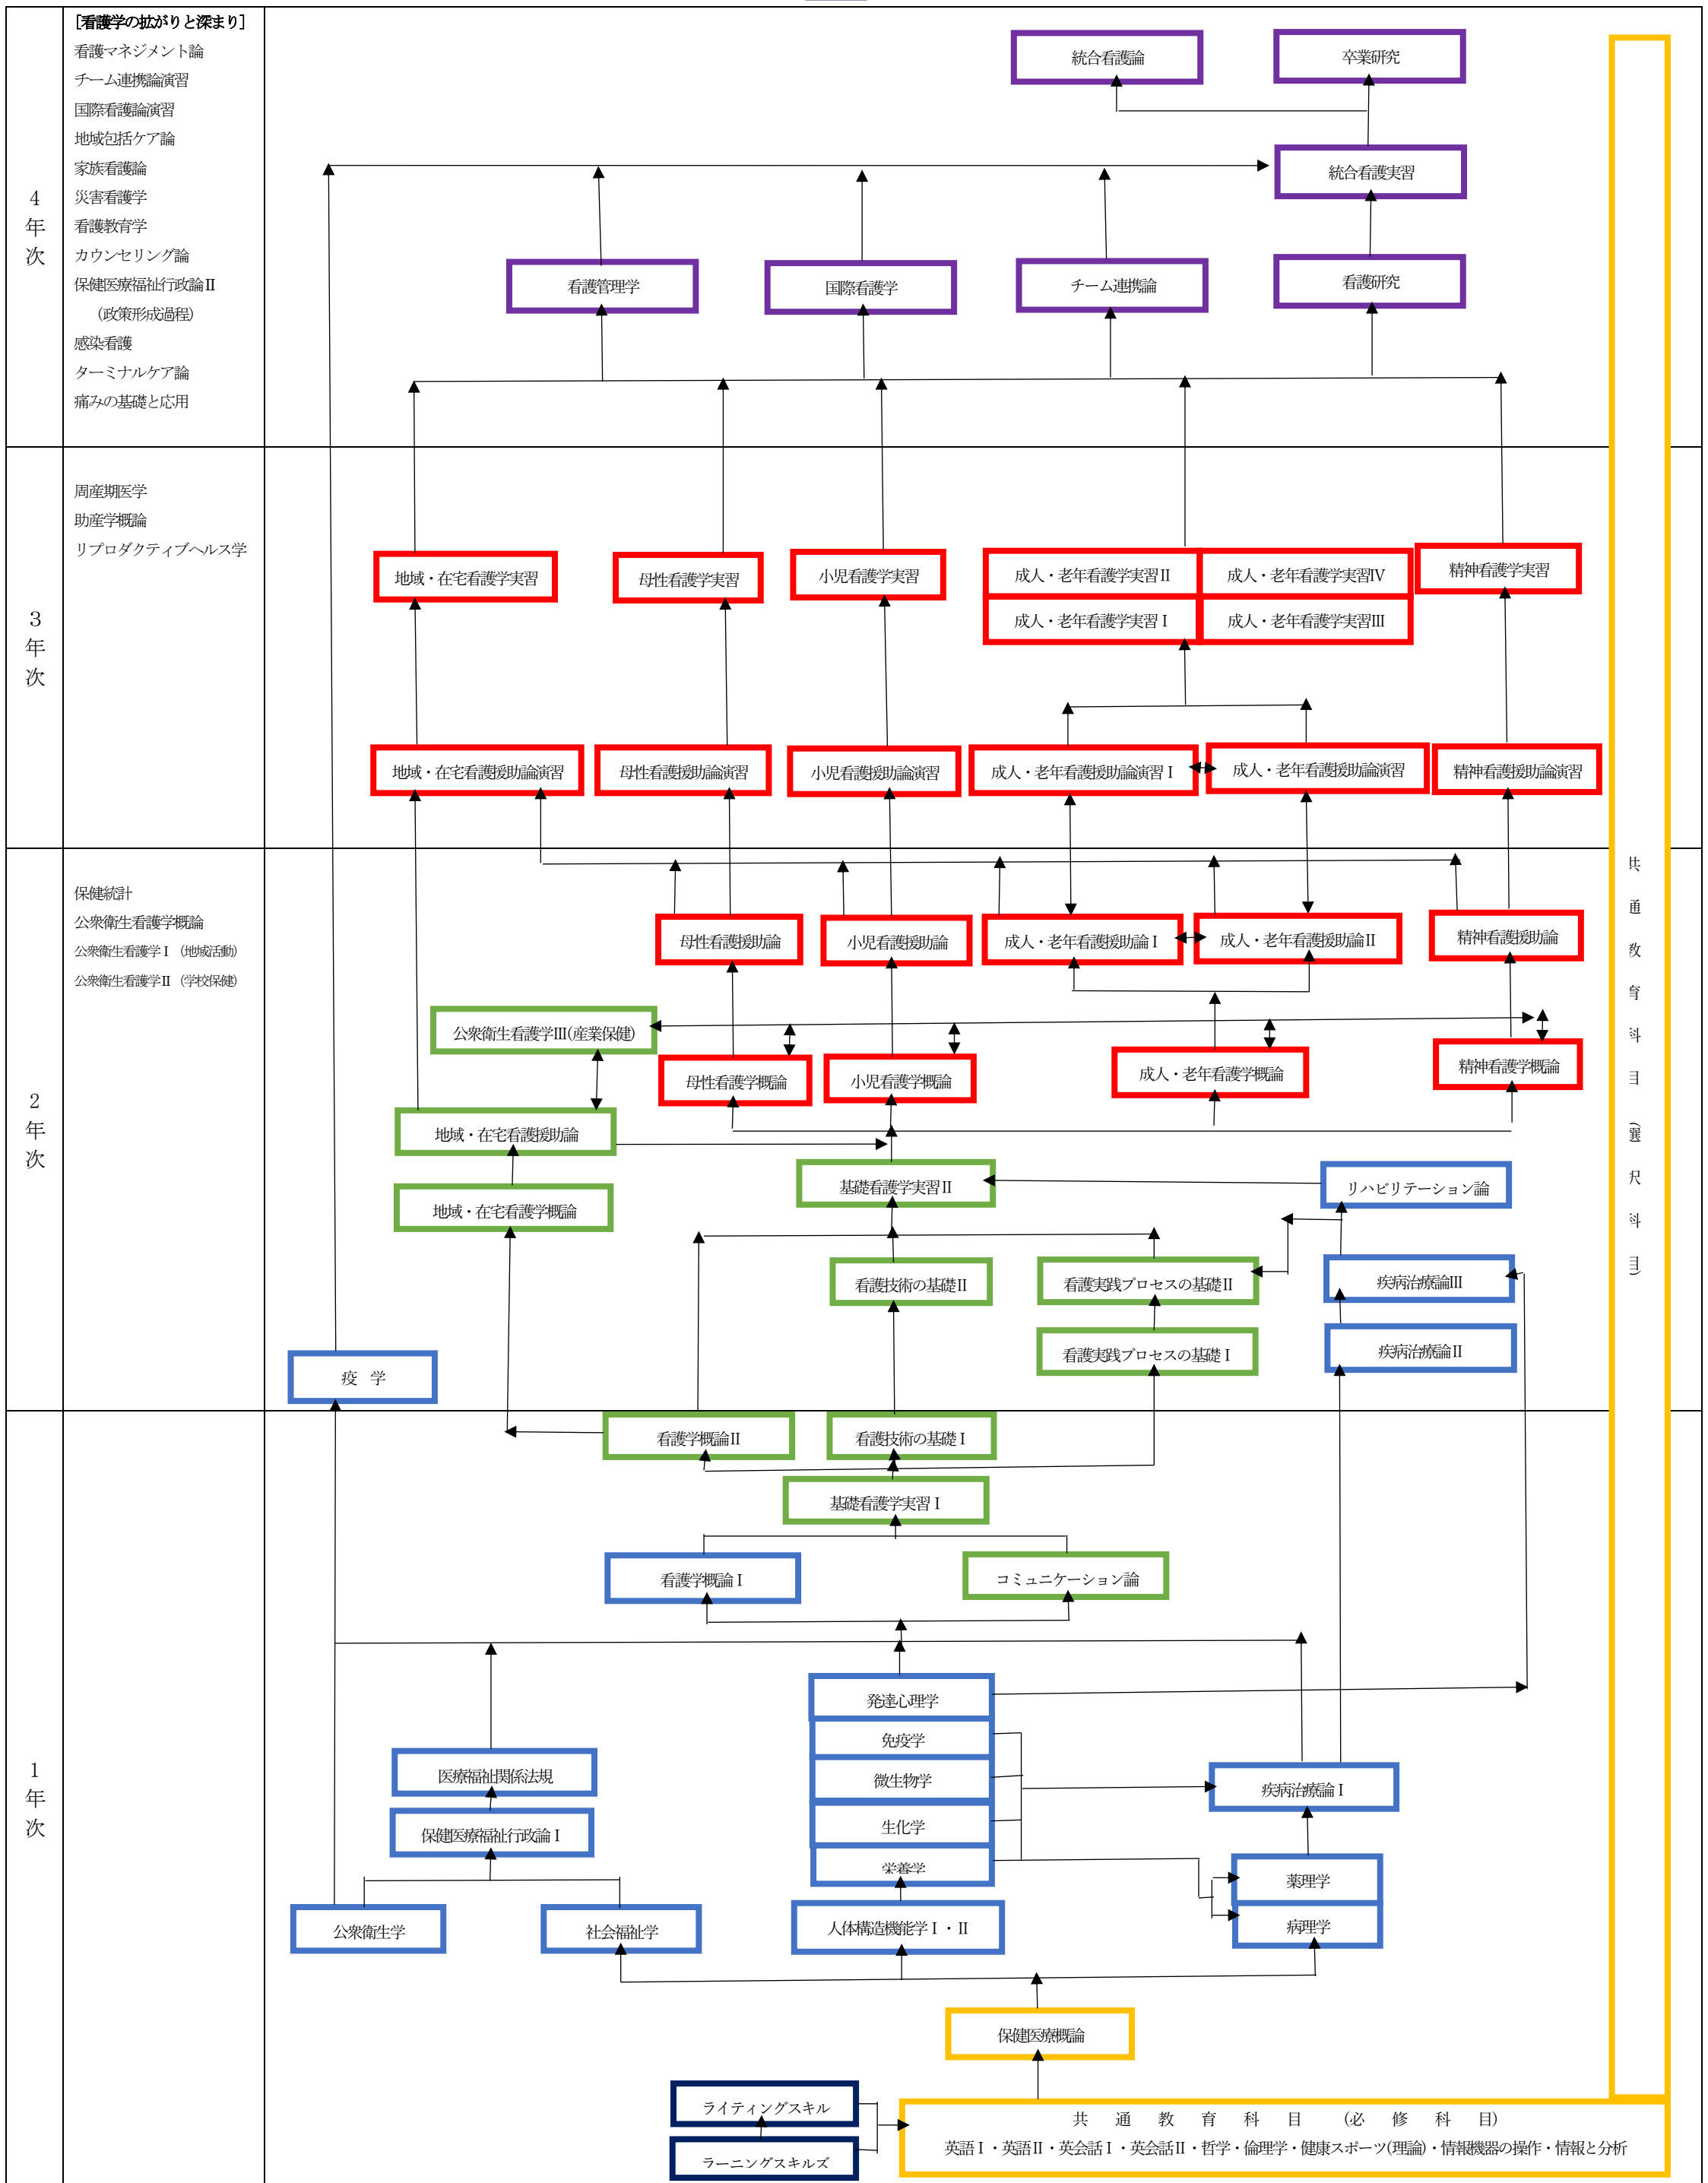 4年次
[看護学の拡がりと深まり]
看護マネジメント論
チーム連携論演習
国際看護論演習
地域包括ケア論
家族看護論
災害看護学
看護教育学
カウンセリング論
保健医療福祉行政論Ⅱ
(政策形成過程)
感染看護
ターミナルケア論
痛みの基礎と応用
統合看護論
卒業研究
統合看護実習
看護管理学
国際看護学
チーム連携論
看護研究
3年次
周産期医学
助産学概論
リプロダクティブヘルス学
地域・在宅看護学実習
母性看護学実習
小児看護学実習
成人・老年看護学実習Ⅱ
成人・老年看護学実習Ⅳ
成人・老年看護学実習Ⅰ
成人・老年看護学実習Ⅲ
精神看護学実習
地域・在宅看護援助論演習
母性看護援助論演習
小児看護援助論演習
成人・老年看護援助論演習Ⅰ
成人・老年看護援助論演習
精神看護援助論演習
2年次
保健統計
公衆衛生看護学概論
公衆衛生看護学Ⅰ (地域活動)
公衆衛生看護学Ⅱ (学校保健)
母性看護援助論
小児看護援助論
成人・老年看護援助論Ⅰ
成人・老年看護援助論Ⅱ
精神看護援助論
公衆衛生看護学Ⅲ(産業保健)
母性看護学概論
小児看護学概論
成人・老年看護学概論
精神看護学概論
地域・在宅看護援助論
地域・在宅看護学概論
基礎看護学実習Ⅱ
リハビリテーション論
看護技術の基礎Ⅱ
看護実践プロセスの基礎Ⅱ
疾病治療論Ⅲ
看護実践プロセスの基礎Ⅰ
疾病治療論Ⅱ
疫 学
共通教育科目(選択科目)
1年次
看護学概論Ⅱ
看護技術の基礎Ⅰ
基礎看護学実習Ⅰ
看護学概論Ⅰ
コミュニケーション論
発達心理学
免疫学
微生物学
生化学
栄養学
医療福祉関係法規
保健医療福祉行政論Ⅰ
疾病治療論Ⅰ
薬理学
病理学
公衆衛生学
社会福祉学
人体構造機能学Ⅰ・Ⅱ
保健医療概論
ライティングスキル
ラーニングスキルズ
共 通 教 育 科 目 (必 修 科 目)
英語Ⅰ・英語Ⅱ・英会話Ⅰ・英会話Ⅱ・哲学・倫理学・健康スポーツ(理論)・情報機器の操作・情報と分析